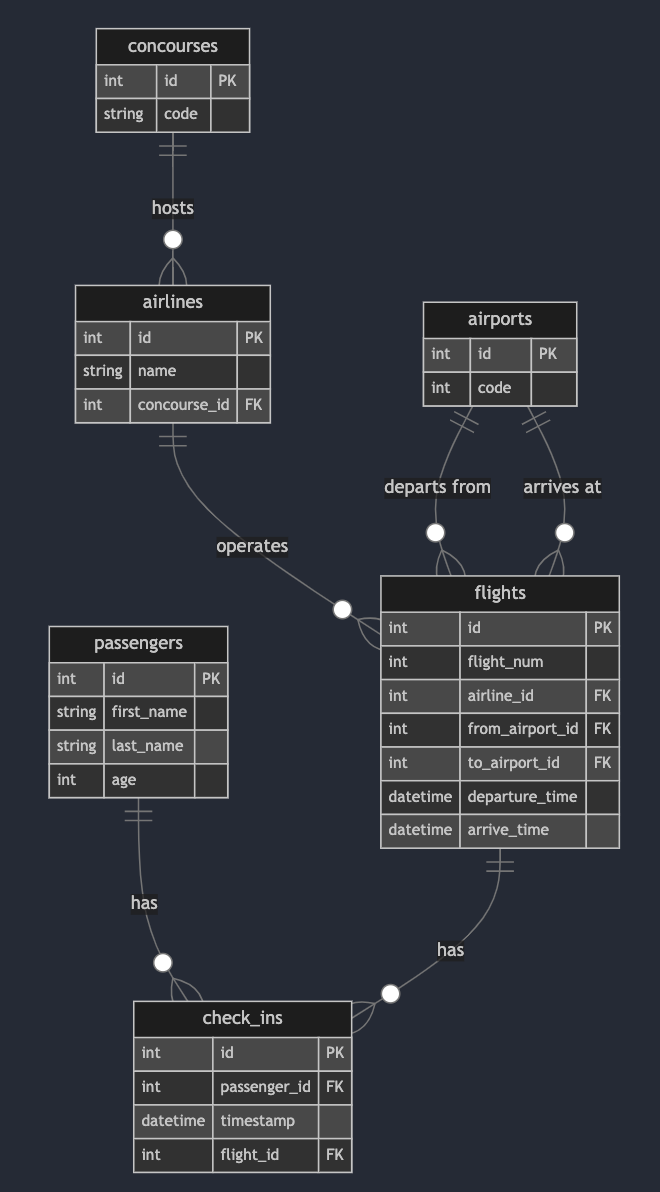 concourses
int id PK
string code
hosts
airlines
int id PK
string name
int concourse_id FK
airports
int id PK
int code
departs from
arrives at
operates
flights
int id PK
int flight_num
int airline_id FK
int from_airport_id FK
int to_airport_id FK
datetime departure_time
datetime arrive_time
passengers
int id PK
string first_name
string last_name
int age
has
has
check_ins
int id PK
int passenger_id FK
datetime timestamp
int flight_id FK